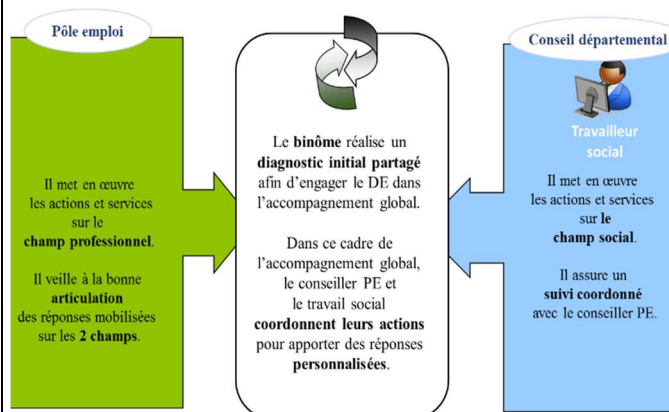 Pôle emploi
Il met en œuvre
les actions et services
sur le
champ professionnel.
Il veille à la bonne
articulation
des réponses mobilisées
sur les 2 champs.
Le binôme réalise un
diagnostic initial partagé
afin d’engager le DE dans
l’accompagnement global.
Dans ce cadre de
l’accompagnement global,
le conseiller PE et
le travail social
coordonnent leurs actions
pour apporter des réponses
personnalisées.
Conseil départemental
Travailleur
social
Il met en œuvre
les actions et services
sur le
champ social.
Il assure un
suivi coordonné
avec le conseiller PE.